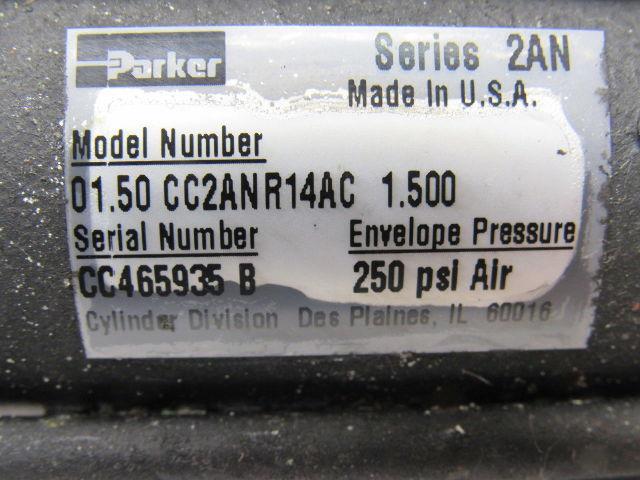 Parker
Series 2AN
Made In U.S.A.
Model Number
01.50 CC2ANR14AC 1.500
Serial Number Envelope Pressure
CC465935 B 250 psi Air
Cylinder Division Des Plaines, IL 60016